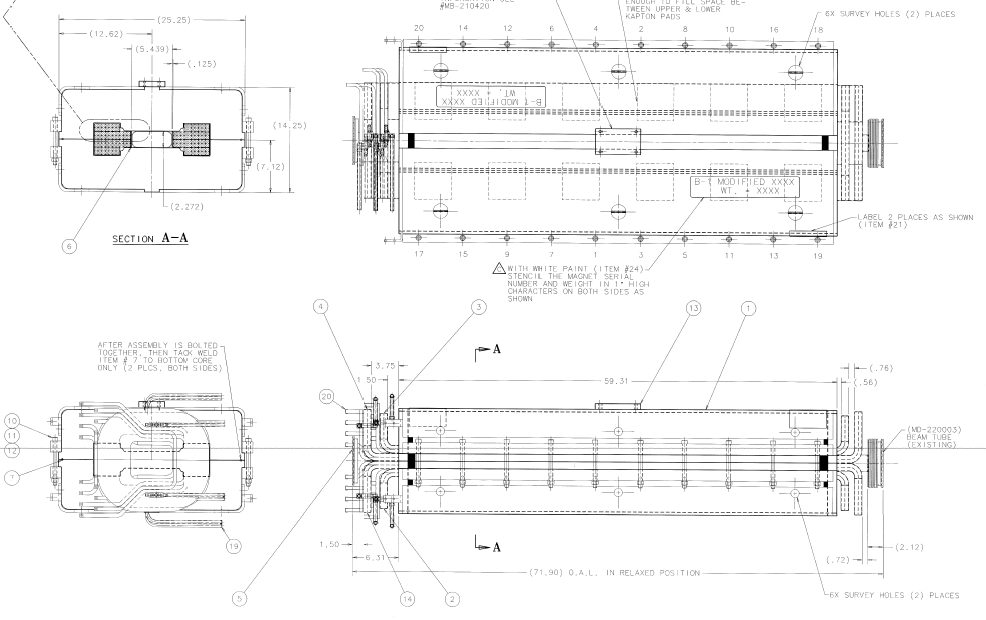 #MB-210420
ENOUGH TO FILL SPACE BE-
TWEEN UPPER & LOWER
KAPTON PADS
6X SURVEY HOLES (2) PLACES
(25.25)
(12.62)
(5.439)
(.125)
(14.25)
(7.12)
(2.272)
6
SECTION A-A
20 14 12 6 4 2 8 10 16 18
B-1 MODIFIED XXXX
WT. - XXXX
B-1 MODIFIED XXXX
WT. - XXXX
LABEL 2 PLACES AS SHOWN
(ITEM #21)
17 15 9 7 1 3 5 11 13 19
WITH WHITE PAINT (ITEM #24)
STENCIL THE MAGNET SERIAL
NUMBER AND WEIGHT IN 1" HIGH
CHARACTERS ON BOTH SIDES AS
SHOWN
AFTER ASSEMBLY IS BOLTED
TOGETHER, THEN TACK WELD
ITEM # 7 TO BOTTOM CORE
ONLY (2 PLCS. BOTH SIDES)
10
11
12
7
19
4
3
13
1
A
3.75
1.50
59.31
(.76)
(.56)
20
(MD-220003)
BEAM TUBE
(EXISTING)
1.50
6.31
A
(2.12)
(.72)
(71.90) O.A.L. IN RELAXED POSITION
5
14
2
6X SURVEY HOLES (2) PLACES